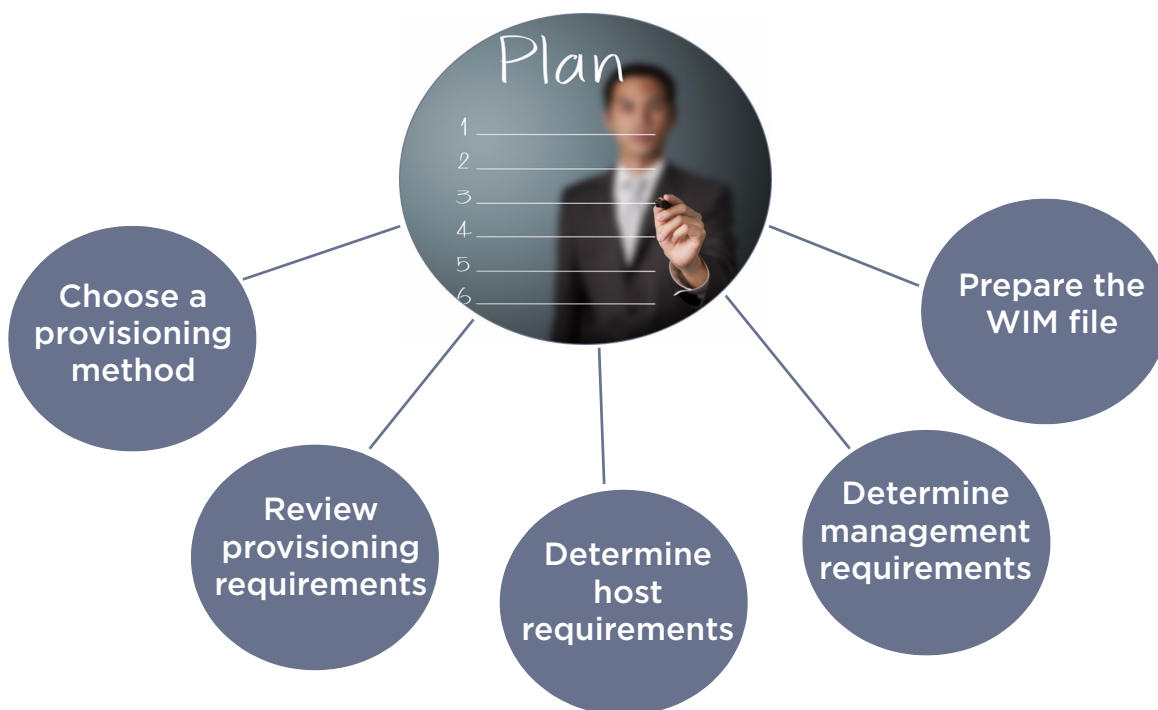 Plan
1
2
3
4
5
6
Choose a
provisioning
method
Review
provisioning
requirements
Determine
host
requirements
Determine
management
requirements
Prepare the
WIM file